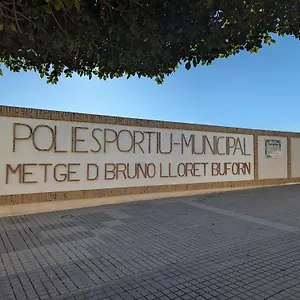 POLIESPORTIU-MUNICIPAL
METGE D BRUNO LLORET BUFORN